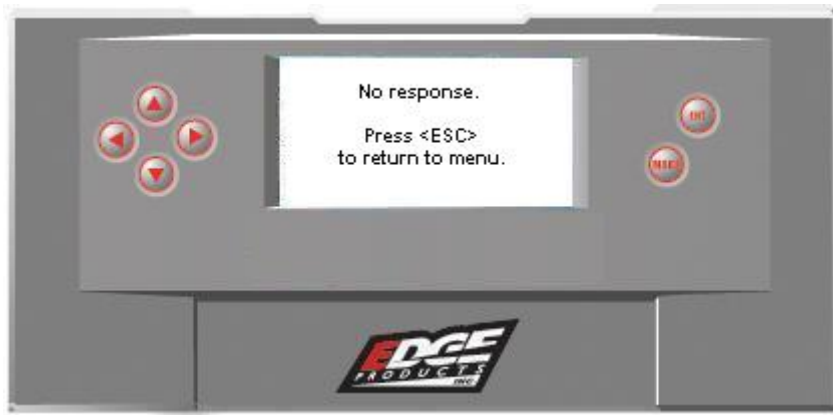 No response.
Press <ESC>
to return to menu.
EDGE
PRODUCTS
INC